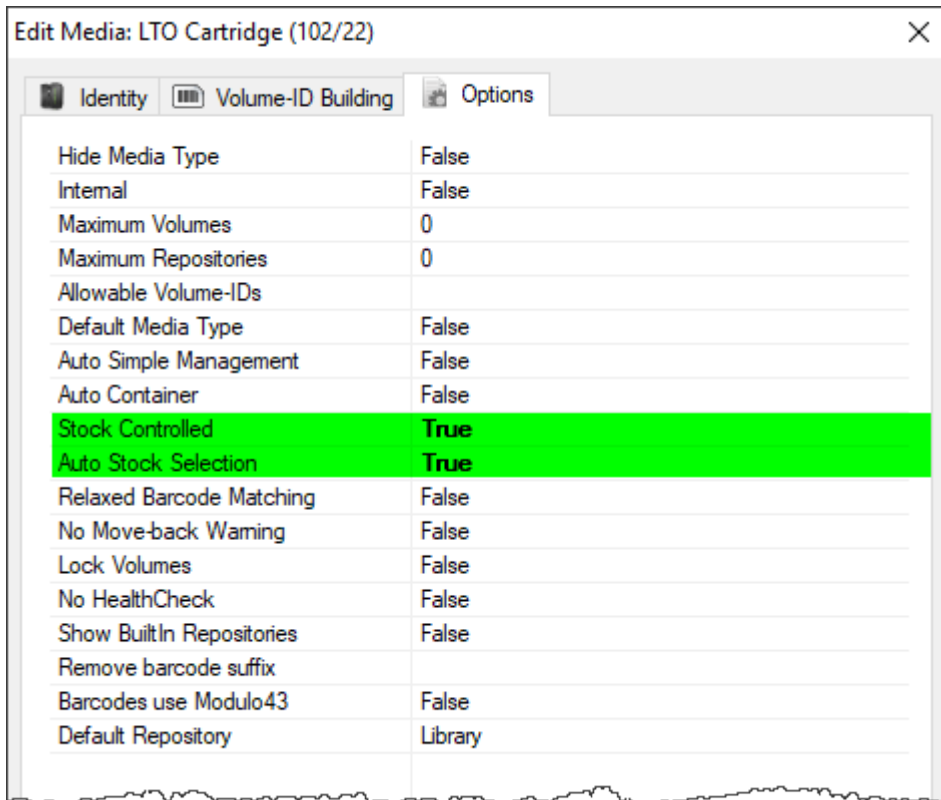 Edit Media: LTO Cartridge (102/22)
Identity Volume-ID Building Options
Hide Media Type False
Internal False
Maximum Volumes 0
Maximum Repositories 0
Allowable Volume-IDs
Default Media Type False
Auto Simple Management False
Auto Container False
Stock Controlled True
Auto Stock Selection True
Relaxed Barcode Matching False
No Move-back Warning False
Lock Volumes False
No HealthCheck False
Show BuiltIn Repositories False
Remove barcode suffix
Barcodes use Modulo43 False
Default Repository Library